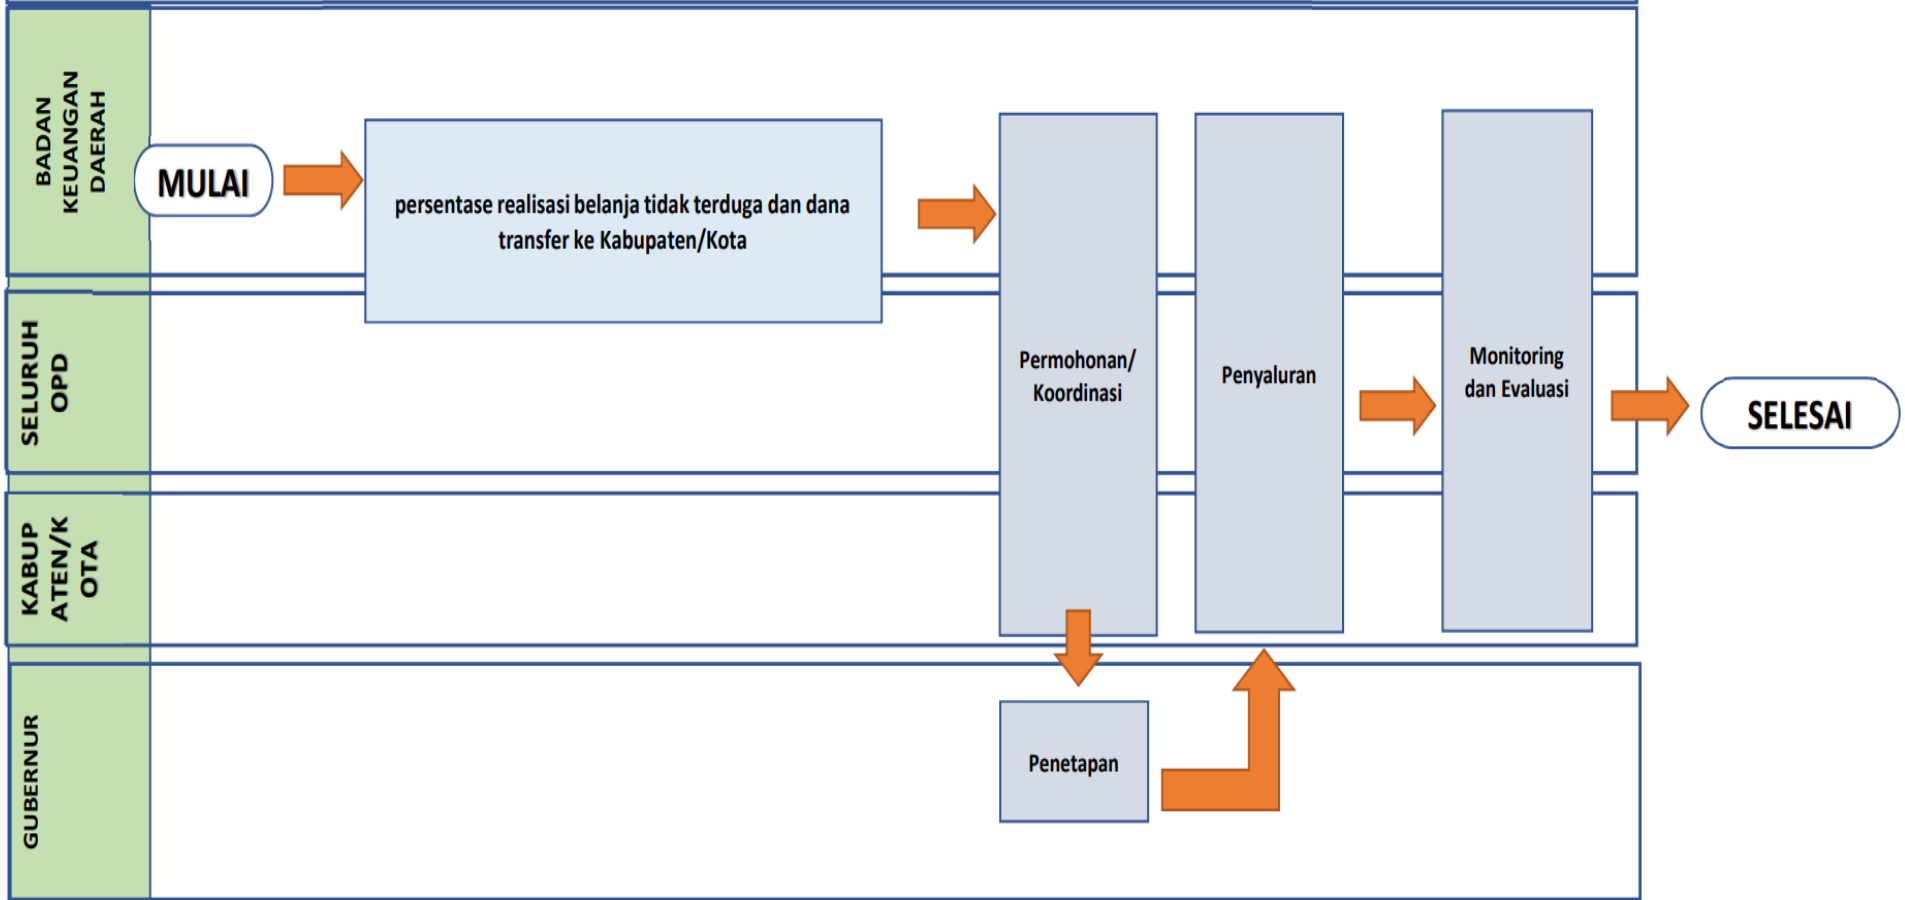 BADAN
KEUANGAN
DAERAH
MULAI
persentase realisasi belanja tidak terduga dan dana
transfer ke Kabupaten/Kota
Permohonan/
Koordinasi
Penyaluran
Monitoring
dan Evaluasi
SELESAI
SELURUH
OPD
KABUP
ATEN/K
OTA
GUBERNUR
Penetapan